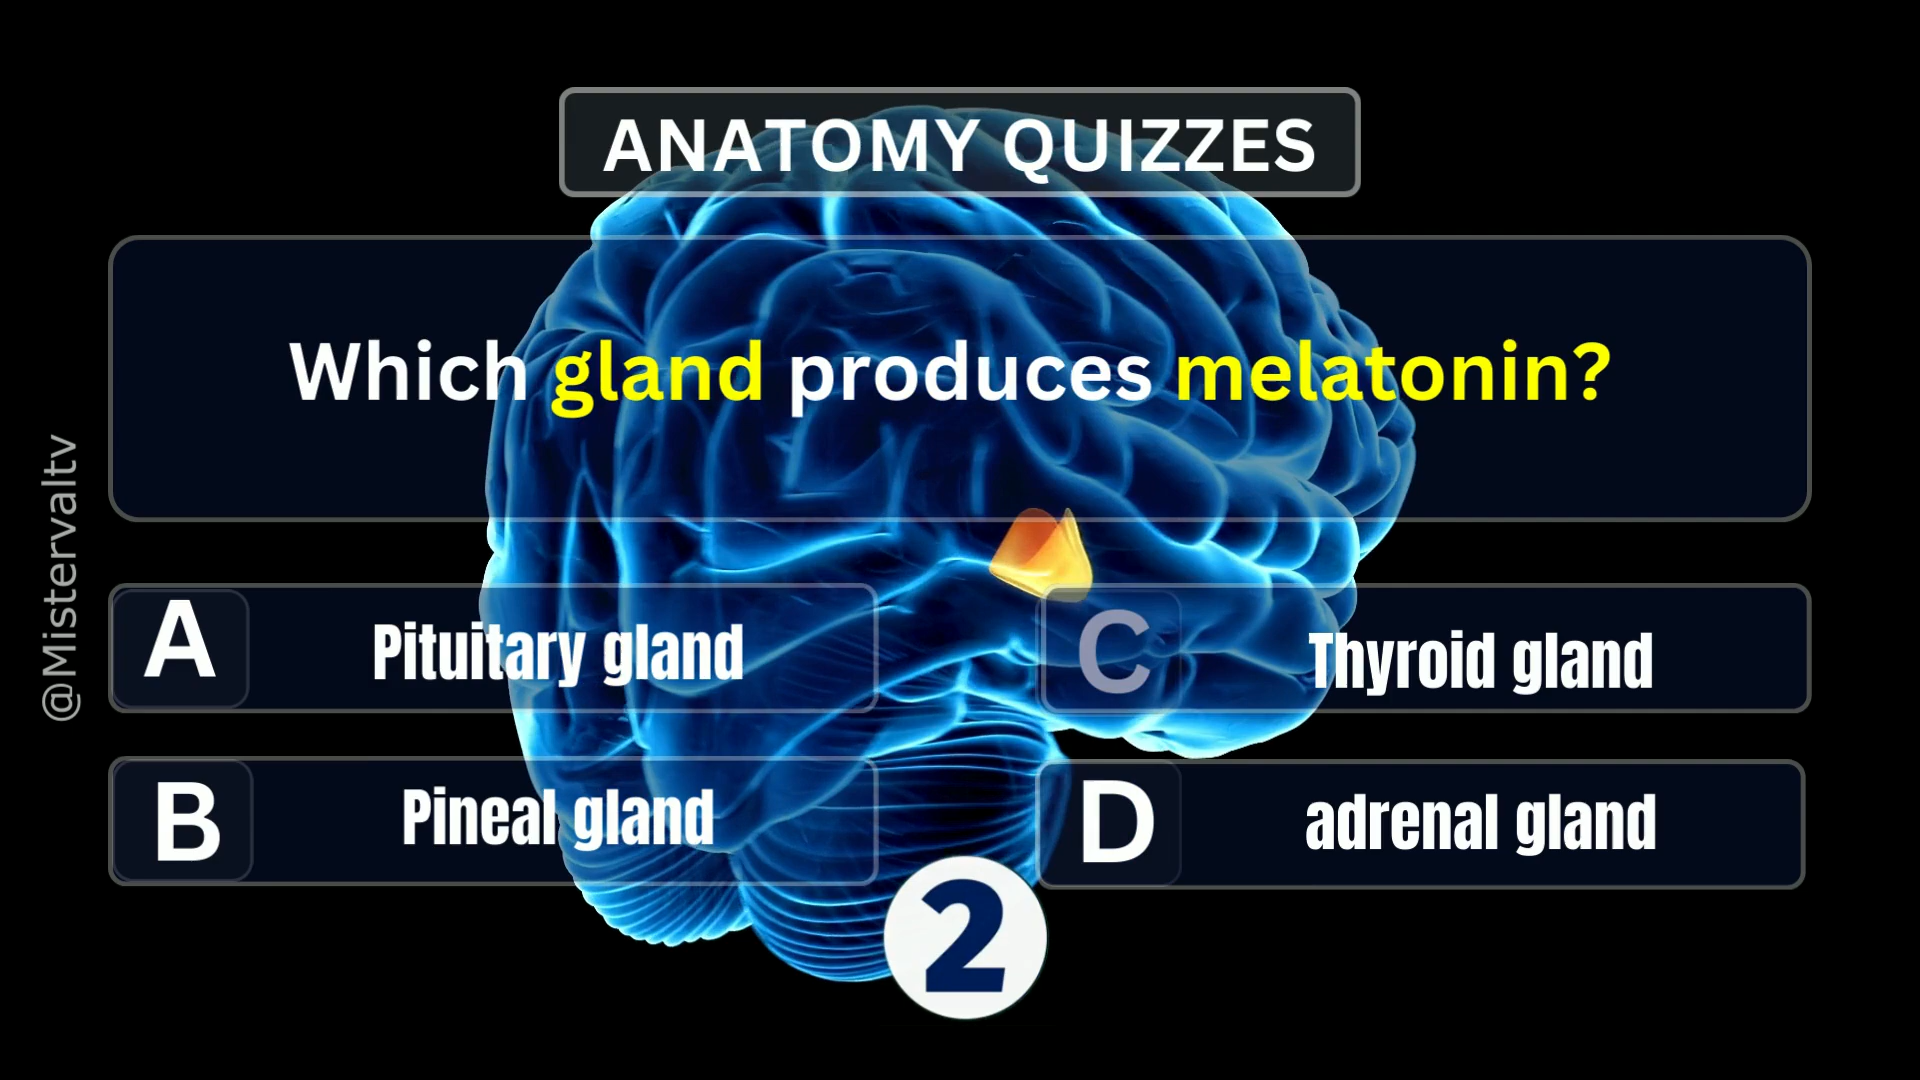 ANATOMY QUIZZES
Which gland produces melatonin?
A
Pituitary gland
C
Thyroid gland
B
Pineal gland
D
adrenal gland
2
@Mistervaltv